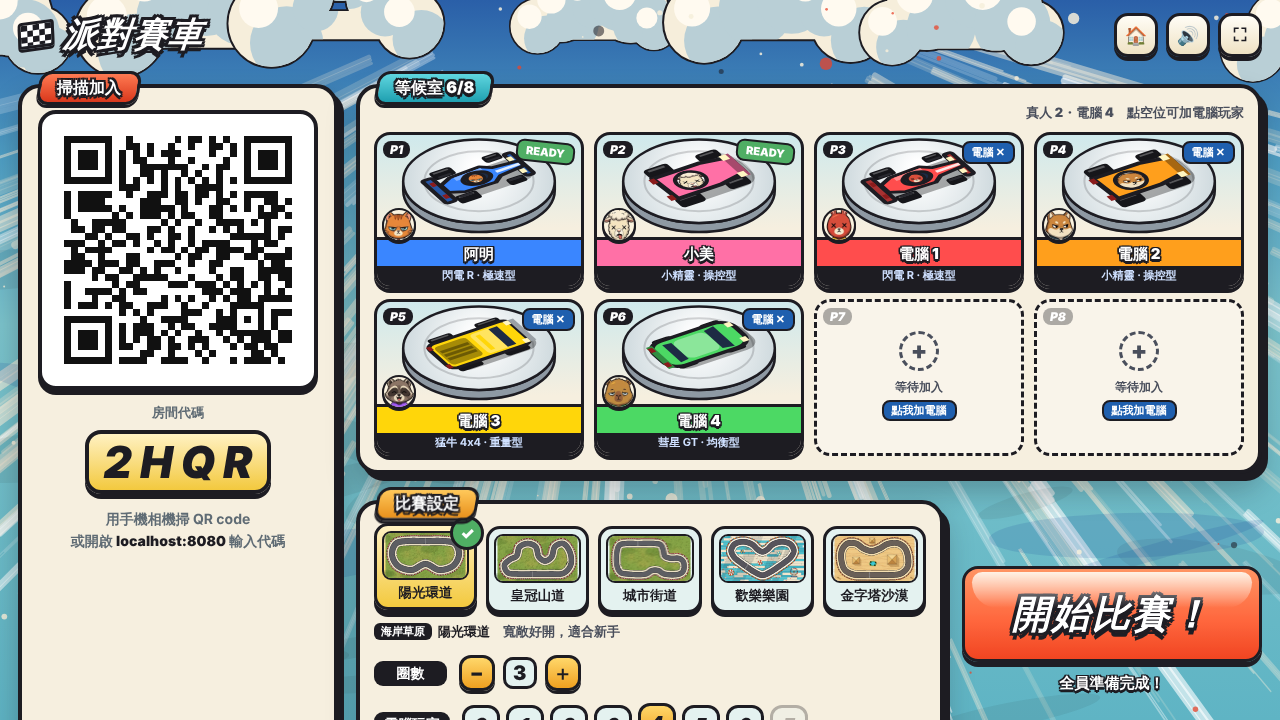 派對賽車
掃描加入
房間代碼
2HQR
用手機相機掃 QR code
或開啟 localhost:8080 輸入代碼
等候室 6/8
真人 2 · 電腦 4 點空位可加電腦玩家
P1
READY
阿明
閃電 R · 極速型
P2
READY
小美
小精靈 · 操控型
P3
電腦 ×
電腦 1
閃電 R · 極速型
P4
電腦 ×
電腦 2
小精靈 · 操控型
P5
電腦 ×
電腦 3
猛牛 4x4 · 重量型
P6
電腦 ×
電腦 4
彗星 GT · 均衡型
P7
+
等待加入
點我加電腦
P8
+
等待加入
點我加電腦
比賽設定
陽光環道
皇冠山道
城市街道
歡樂樂園
金字塔沙漠
海岸草原 陽光環道 寬敞好開，適合新手
圈數 − 3 +
開始比賽！
全員準備完成！